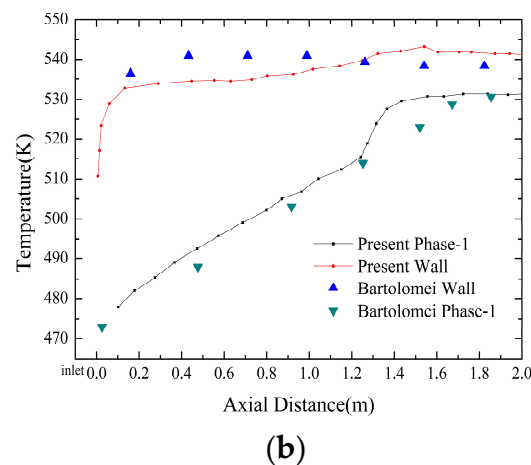 550
540
530
520
510
500
490
480
470
Temperature(K)
Present Phase-1
Present Wall
Bartolomei Wall
Bartolomci Phasc-1
inlet 0.0 0.2 0.4 0.6 0.8 1.0 1.2 1.4 1.6 1.8 2.0
Axial Distance(m)
(b)